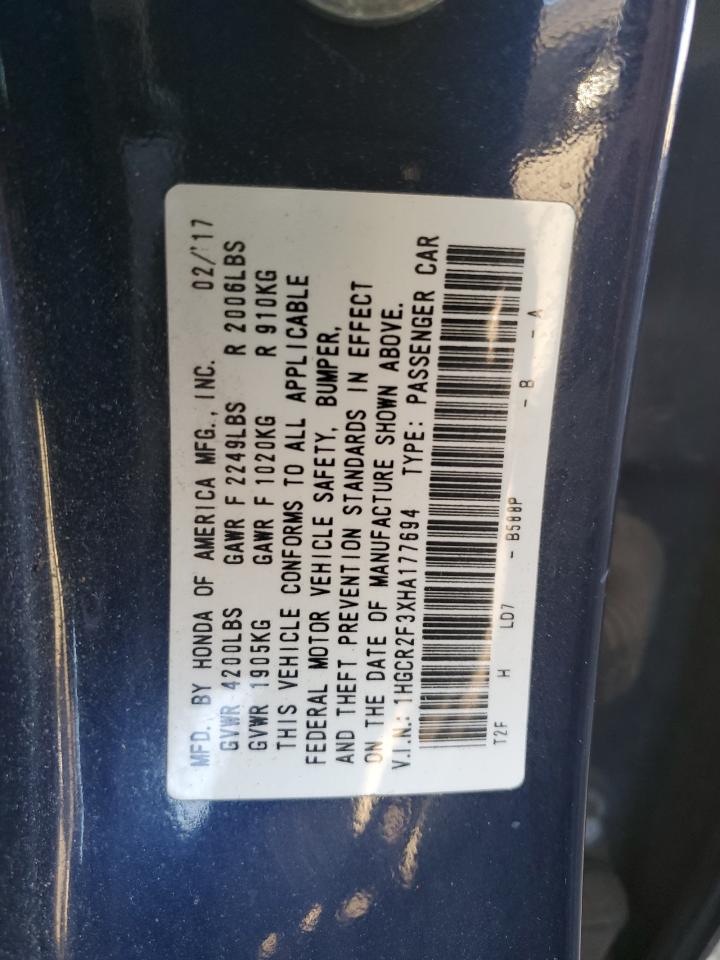 MFD. BY HONDA OF AMERICA MFG., INC. 02/'17
GVWR 4200LBS GAWR F 2249LBS R 2006LBS
GVWR 1905KG GAWR F 1020KG R 910KG
THIS VEHICLE CONFORMS TO ALL APPLICABLE
FEDERAL MOTOR VEHICLE SAFETY, BUMPER,
AND THEFT PREVENTION STANDARDS IN EFFECT
ON THE DATE OF MANUFACTURE SHOWN ABOVE.
V.I.N.: 1HGCR2F3XHA177694 TYPE: PASSENGER CAR
T2F H LD7 - B588P - B - A